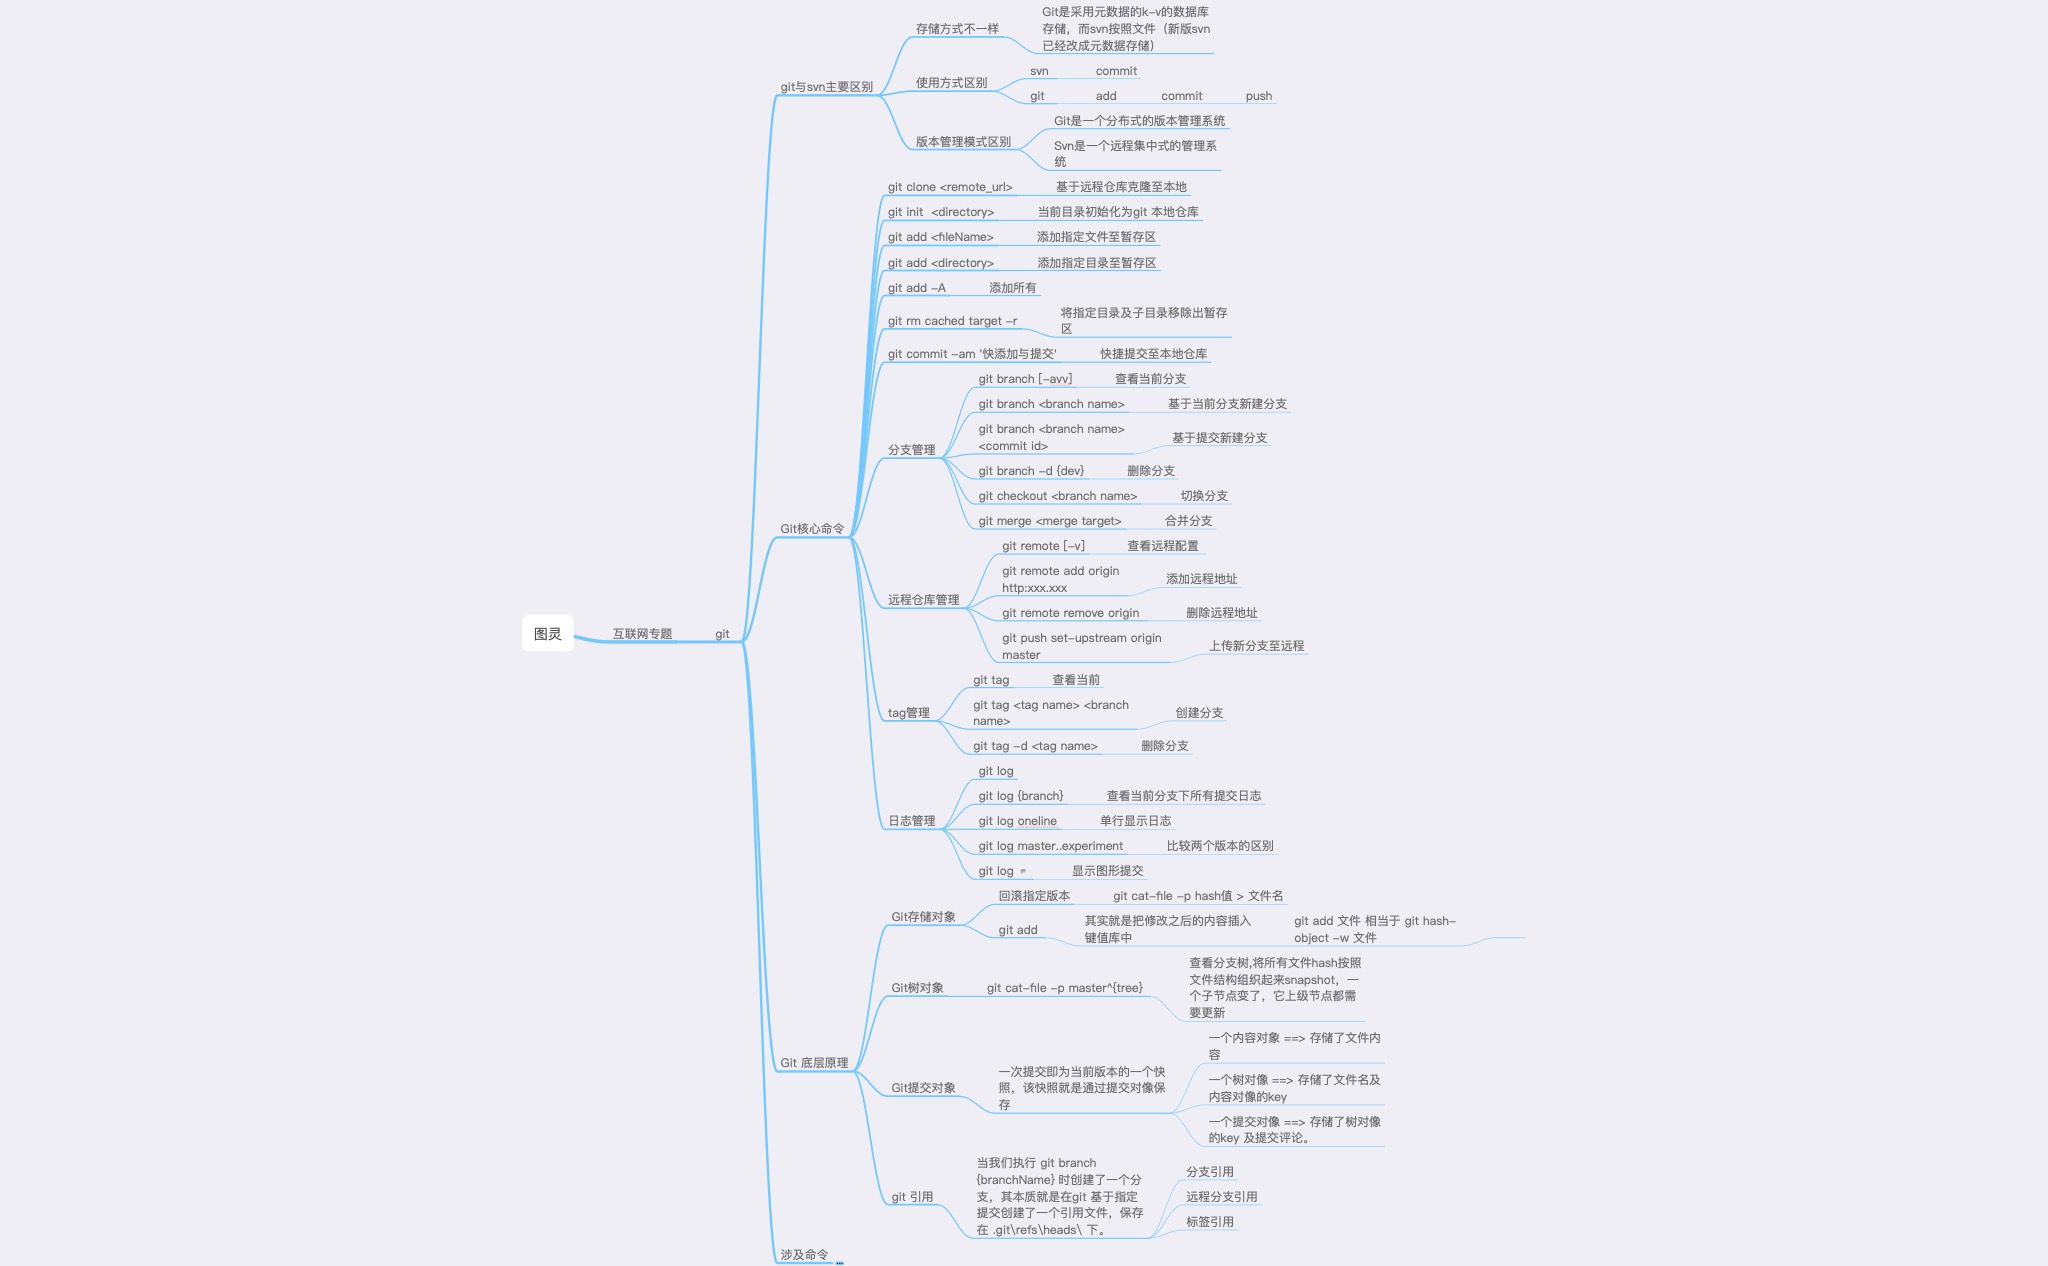 图灵
互联网专题
git
git与svn主要区别
存储方式不一样
Git是采用元数据的k-v的数据库
存储，而svn按照文件（新版svn
已经改成元数据存储）
使用方式区别
svn
commit
git
add
commit
push
版本管理模式区别
Git是一个分布式的版本管理系统
Svn是一个远程集中式的管理系
统
Git核心命令
git clone <remote_url>
基于远程仓库克隆至本地
git init  <directory>
当前目录初始化为git 本地仓库
git add <fileName>
添加指定文件至暂存区
git add <directory>
添加指定目录至暂存区
git add -A
添加所有
git rm cached target -r
将指定目录及子目录移除出暂存
区
git commit -am '快添加与提交'
快捷提交至本地仓库
分支管理
git branch [-avv]
查看当前分支
git branch <branch name>
基于当前分支新建分支
git branch <branch name>
<commit id>
基于提交新建分支
git branch -d {dev}
删除分支
git checkout <branch name>
切换分支
git merge <merge target>
合并分支
远程仓库管理
git remote [-v]
查看远程配置
git remote add origin
http:xxx.xxx
添加远程地址
git remote remove origin
删除远程地址
git push set-upstream origin
master
上传新分支至远程
tag管理
git tag
查看当前
git tag <tag name> <branch
name>
创建分支
git tag -d <tag name>
删除分支
日志管理
git log
git log {branch}
查看当前分支下所有提交日志
git log oneline
单行显示日志
git log master..experiment
比较两个版本的区别
git log
显示图形提交
Git 底层原理
Git存储对象
回滚指定版本
git cat-file -p hash值 > 文件名
git add
其实就是把修改之后的内容插入
键值库中
git add 文件 相当于 git hash-
object -w 文件
Git树对象
git cat-file -p master^{tree}
查看分支树,将所有文件hash按照
文件结构组织起来snapshot，一
个子节点变了，它上级节点都需
要更新
Git提交对象
一次提交即为当前版本的一个快
照，该快照就是通过提交对像保
存
一个内容对象 ==> 存储了文件内
容
一个树对像 ==> 存储了文件名及
内容对像的key
一个提交对像 ==> 存储了树对像
的key 及提交评论。
git 引用
当我们执行 git branch
{branchName} 时创建了一个分
支，其本质就是在git 基于指定
提交创建了一个引用文件，保存
在 .git\refs\heads\ 下。
分支引用
远程分支引用
标签引用
涉及命令